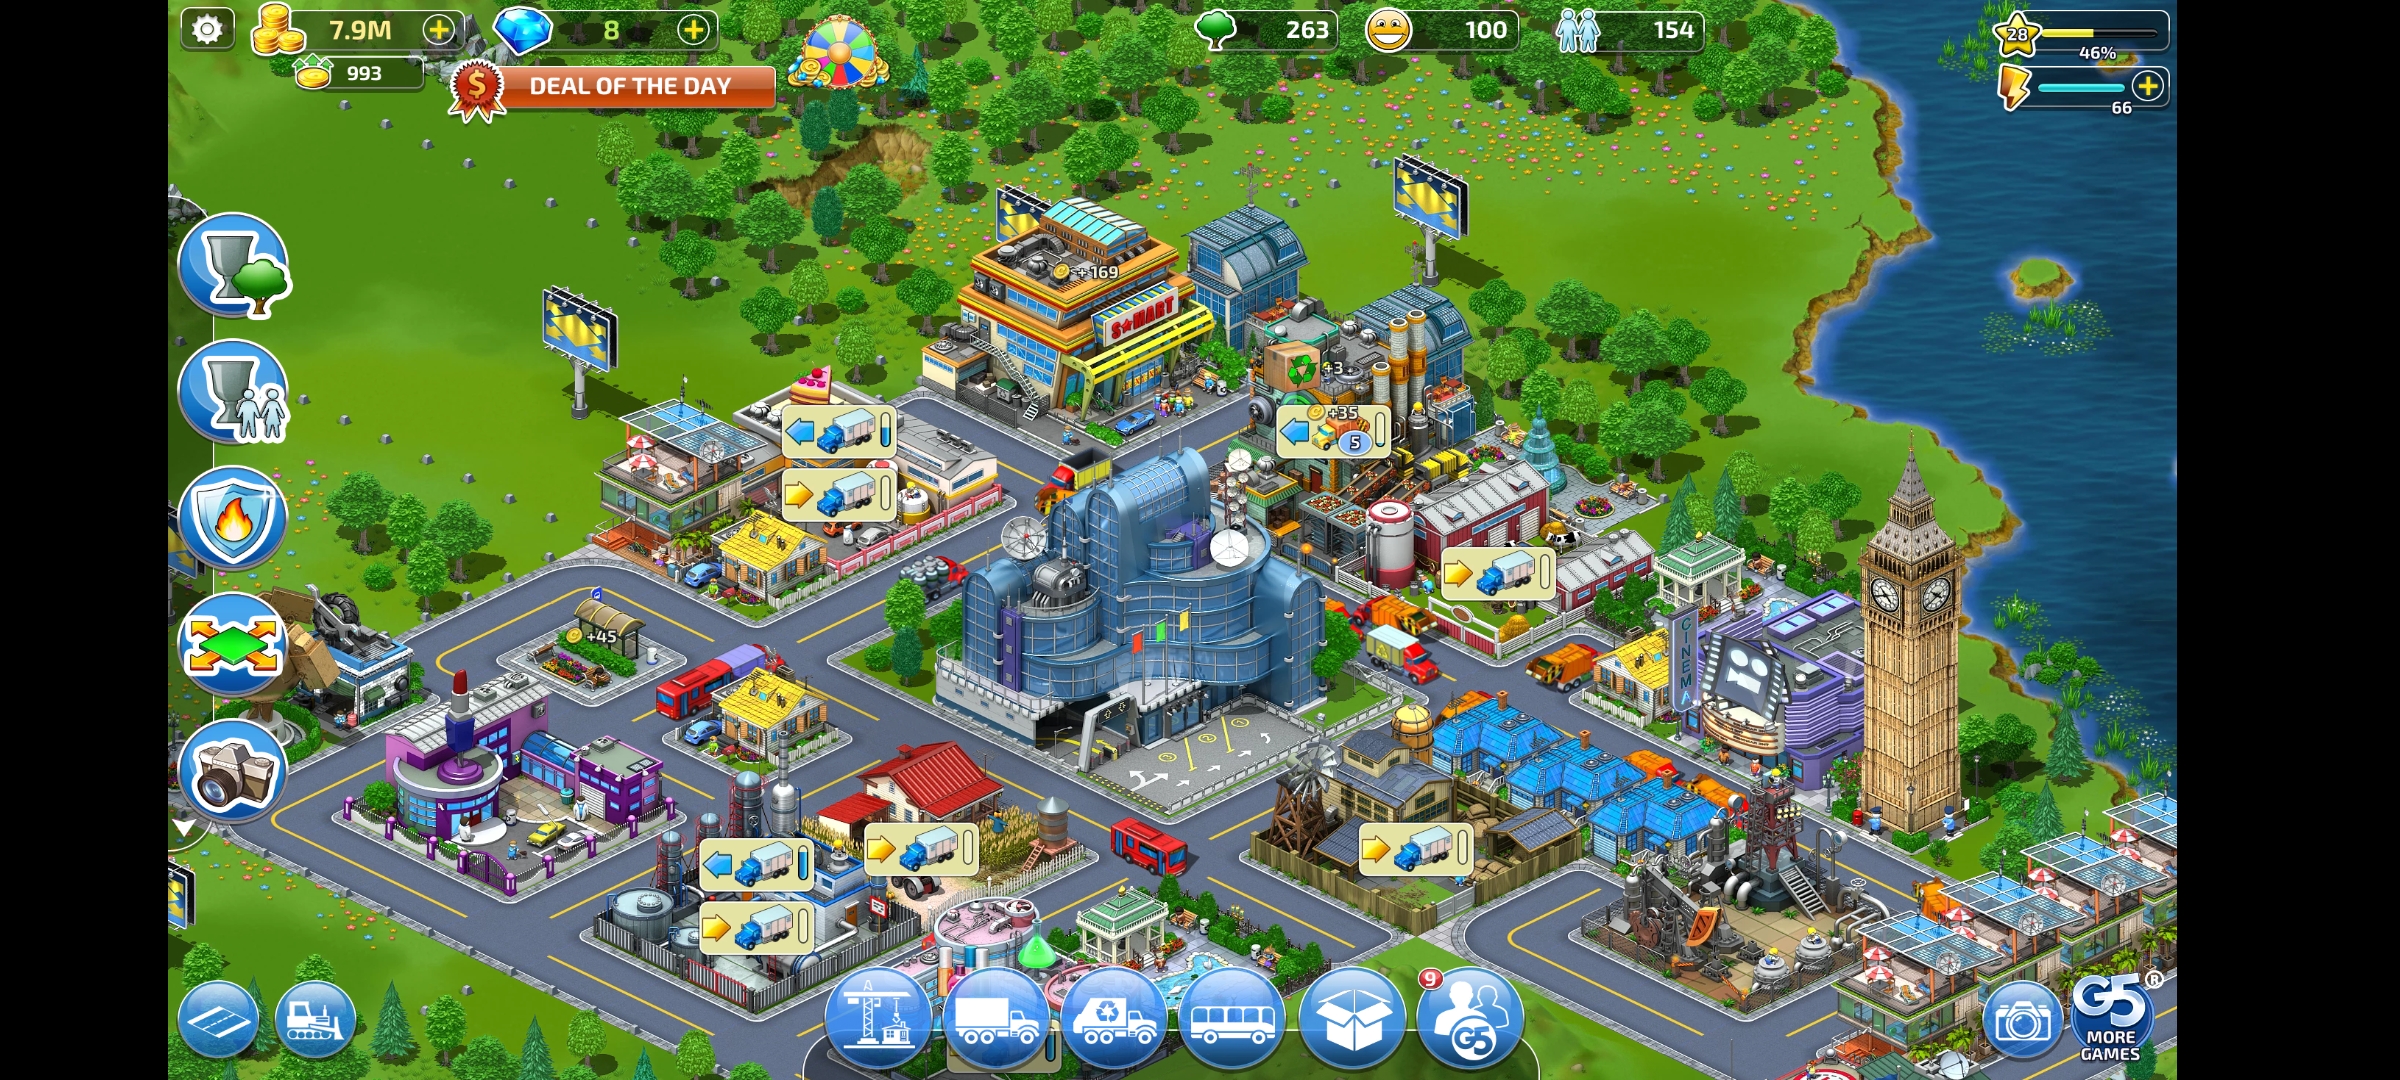 7.9M
8
263
100
154
28
46%
993
DEAL OF THE DAY
66
+169
S★MART
+3
+35
5
+45
CINEMA
9
G5
G5®
MORE
GAMES